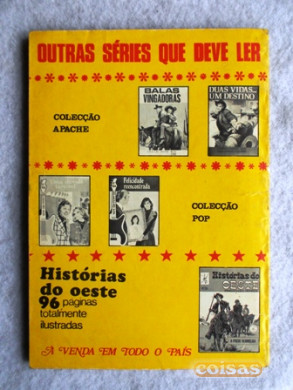 OUTRAS SÉRIES QUE DEVE LER
COLECÇÃO
APACHE
BALAS
VINGADORAS
DUAS VIDAS...
UM DESTINO
Felicidade
reencontrada
COLECÇÃO
POP
Histórias
do oeste
96 páginas
totalmente
ilustradas
Histórias do
OESTE
À VENDA EM TODO O PAÍS
coisas